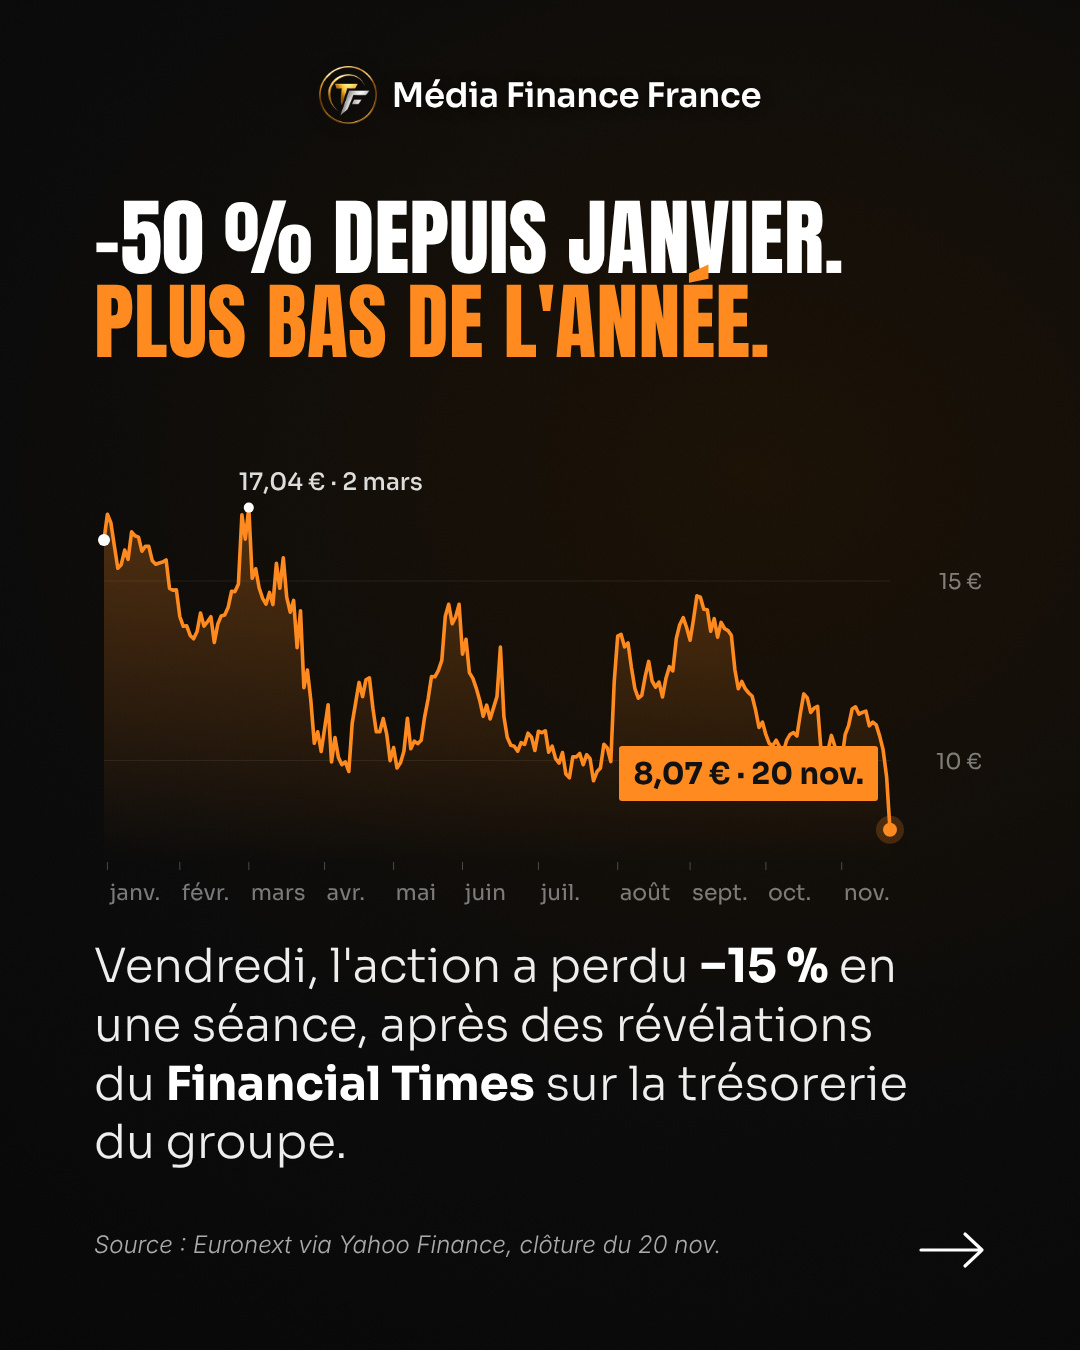 TF
Média Finance France
-50 % DEPUIS JANVIER.
PLUS BAS DE L'ANNÉE.
17,04 € · 2 mars
15 €
10 €
8,07 € · 20 nov.
janv. févr. mars avr. mai juin juil. août sept. oct. nov.
Vendredi, l'action a perdu −15 % en
une séance, après des révélations
du Financial Times sur la trésorerie
du groupe.
Source : Euronext via Yahoo Finance, clôture du 20 nov.